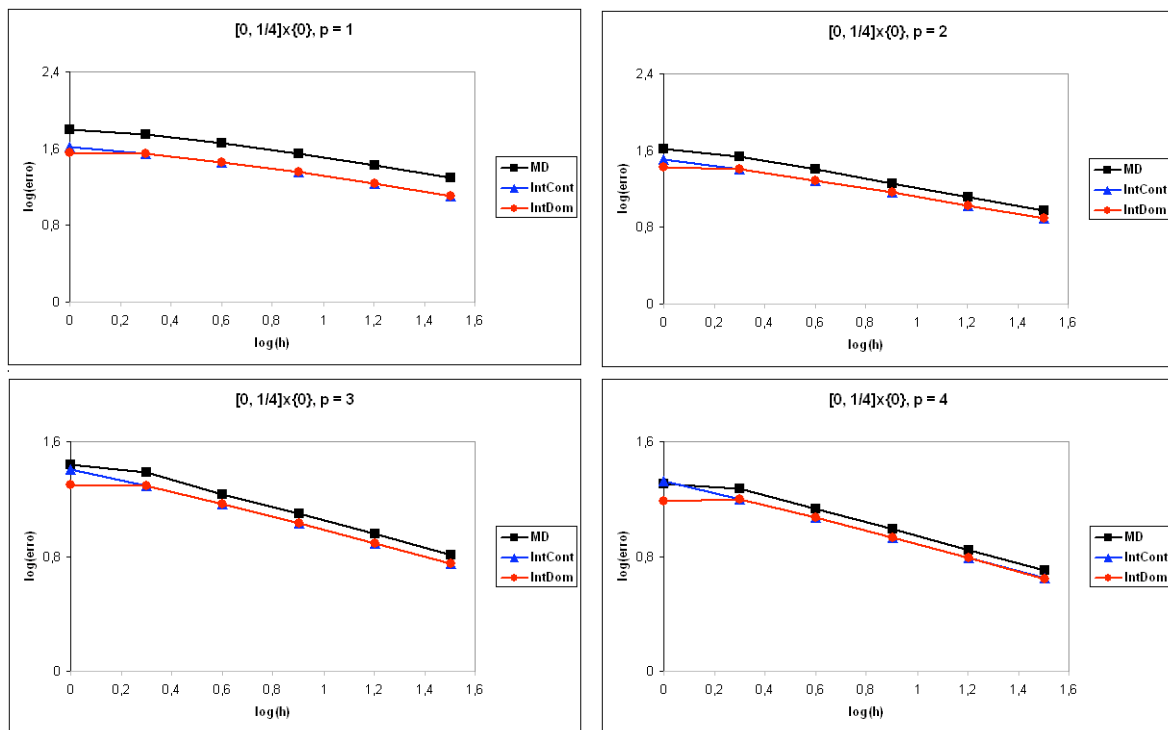 [0, 1/4]x{0}, p = 1
2,4
1,6
0,8
0
log(erro)
0 0,2 0,4 0,6 0,8 1 1,2 1,4 1,6
log(h)
MD
IntCont
IntDom
[0, 1/4]x{0}, p = 2
2,4
1,6
0,8
0
log(erro)
0 0,2 0,4 0,6 0,8 1 1,2 1,4 1,6
log(h)
MD
IntCont
IntDom
[0, 1/4]x{0}, p = 3
1,6
0,8
0
log(erro)
0 0,2 0,4 0,6 0,8 1 1,2 1,4 1,6
log(h)
MD
IntCont
IntDom
[0, 1/4]x{0}, p = 4
1,6
0,8
0
log(erro)
0 0,2 0,4 0,6 0,8 1 1,2 1,4 1,6
log(h)
MD
IntCont
IntDom